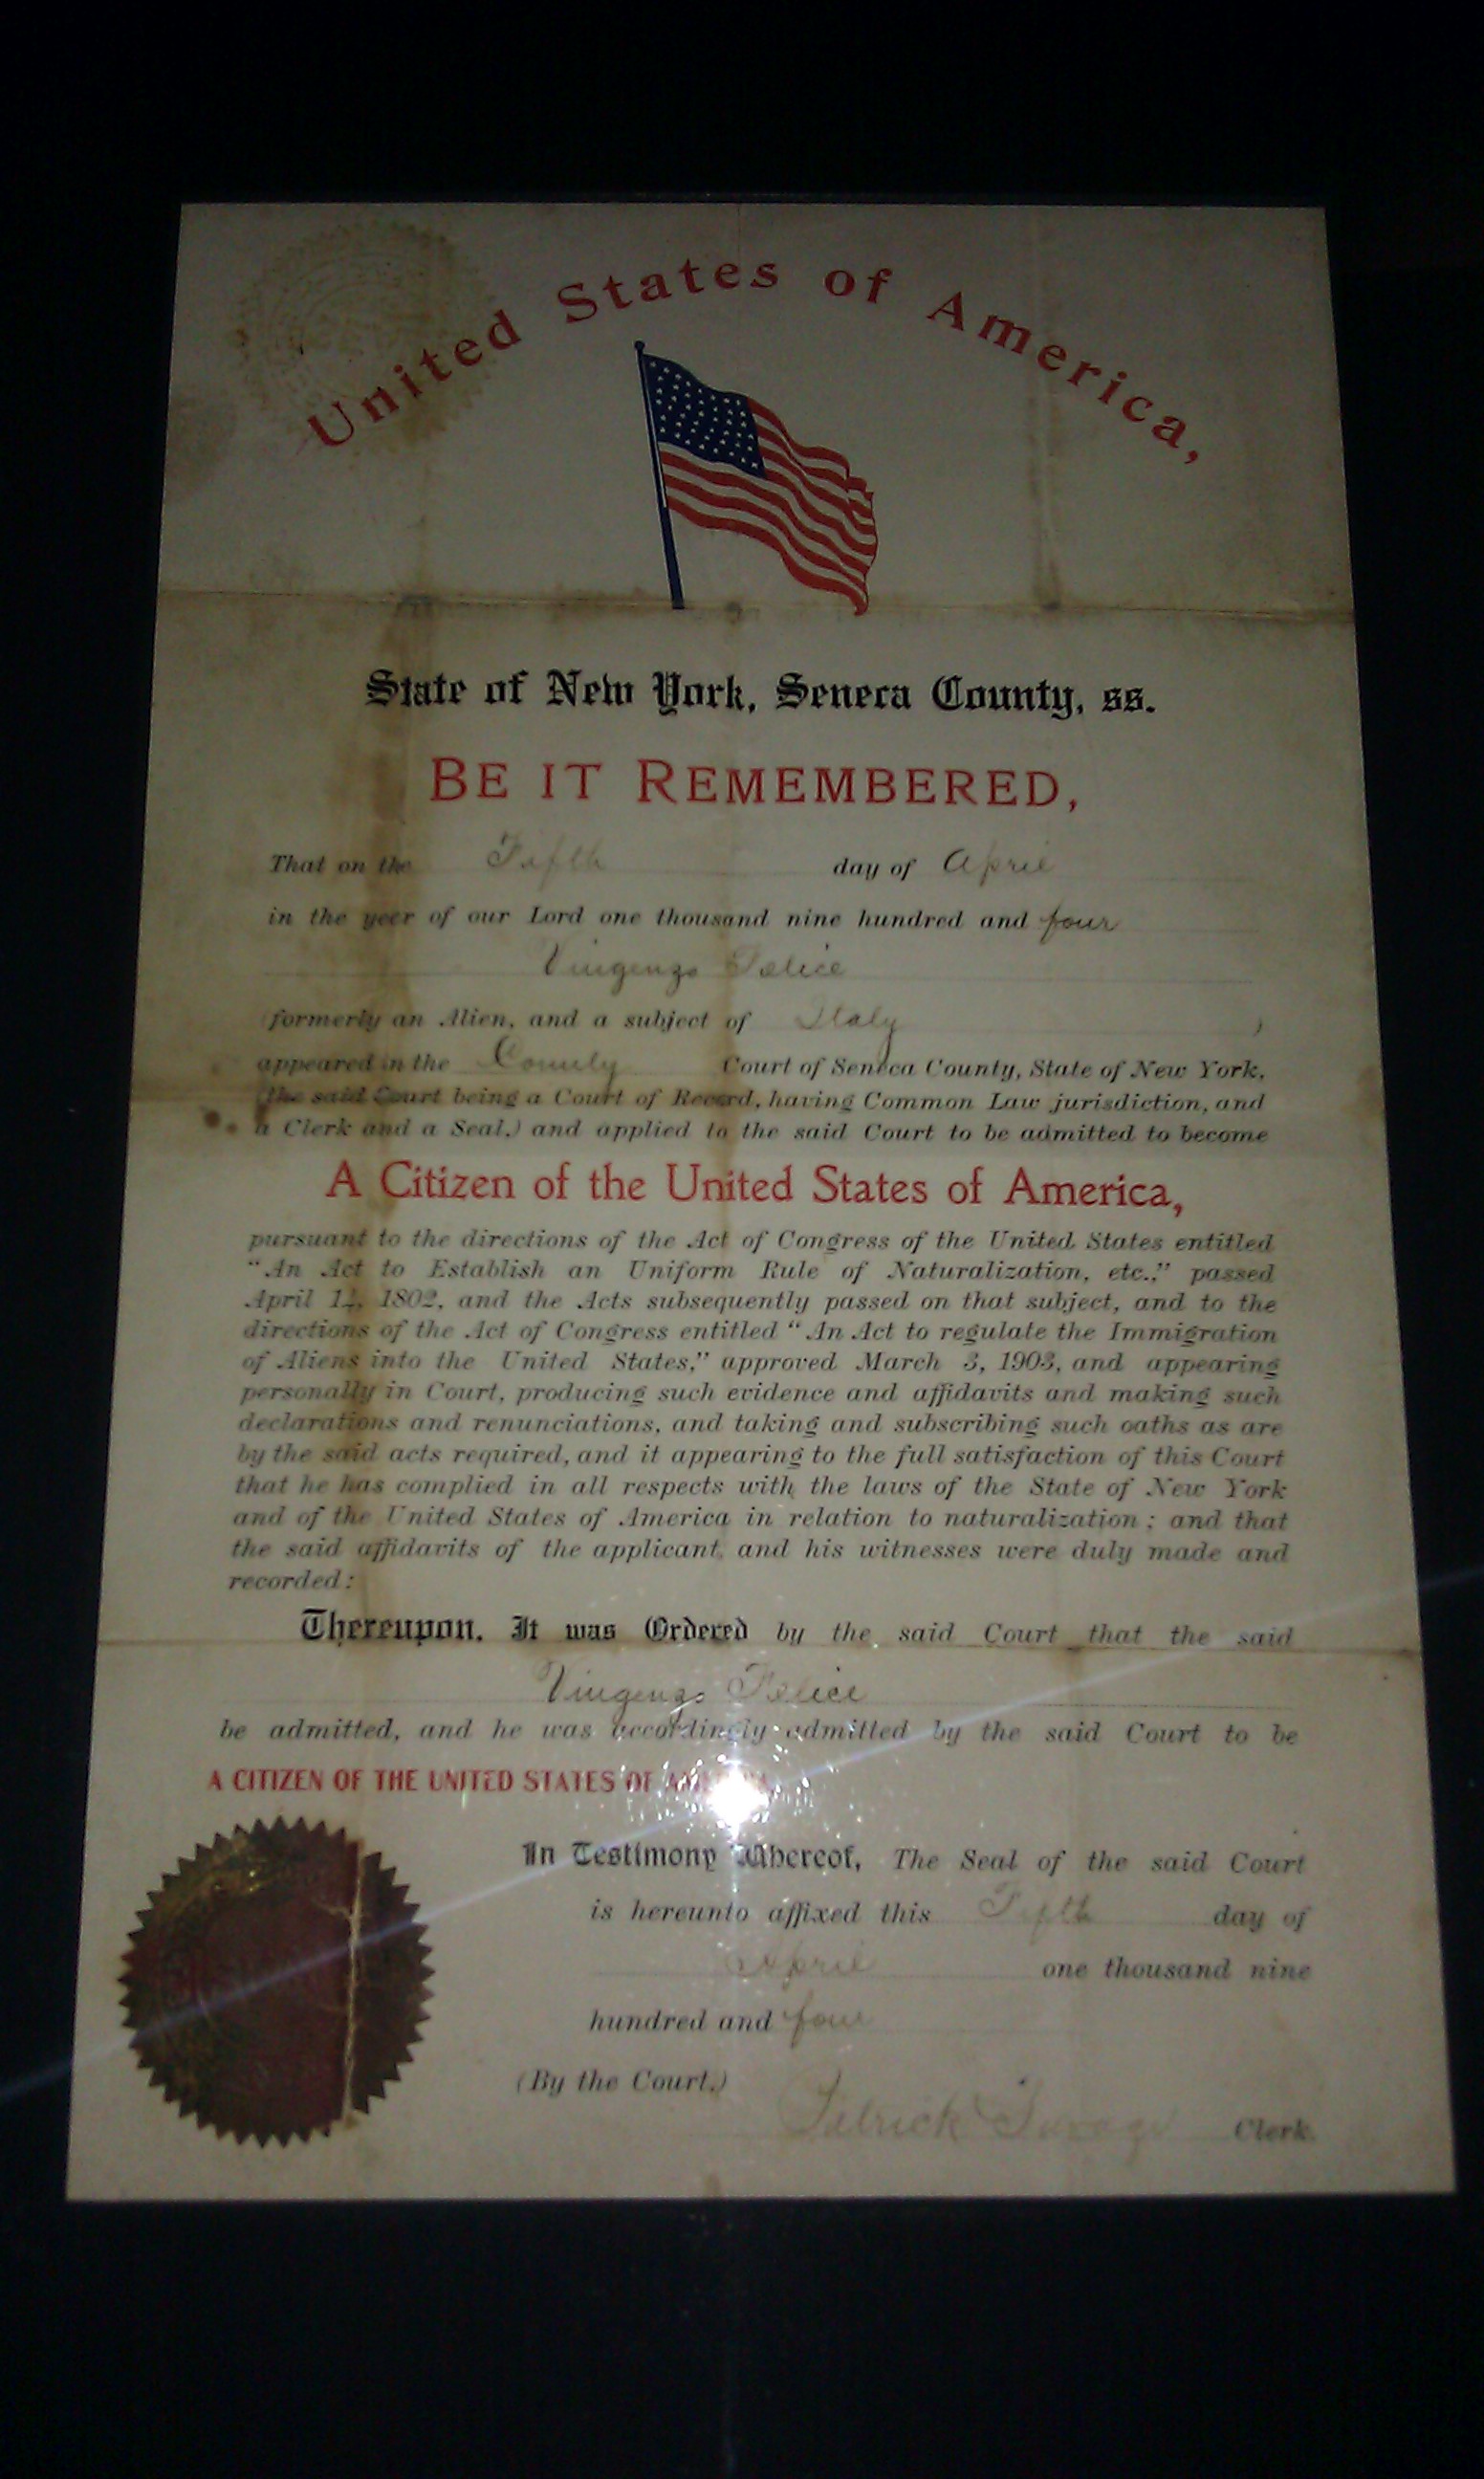 United States of America,
State of New York, Seneca County, ss.
BE IT REMEMBERED,
That on the Fifth day of April
in the year of our Lord one thousand nine hundred and four
Vingenzo Felice
formerly an Alien, and a subject of Italy )
appeared in the County Court of Seneca County, State of New York,
(the said Court being a Court of Record, having Common Law jurisdiction, and
a Clerk and a Seal.) and applied to the said Court to be admitted to become
A Citizen of the United States of America,
pursuant to the directions of the Act of Congress of the United States entitled
"An Act to Establish an Uniform Rule of Naturalization, etc.," passed
April 14, 1802, and the Acts subsequently passed on that subject, and to the
directions of the Act of Congress entitled "An Act to regulate the Immigration
of Aliens into the United States," approved March 3, 1903, and appearing
personally in Court, producing such evidence and affidavits and making such
declarations and renunciations, and taking and subscribing such oaths as are
by the said acts required, and it appearing to the full satisfaction of this Court
that he has complied in all respects with the laws of the State of New York
and of the United States of America in relation to naturalization; and that
the said affidavits of the applicant and his witnesses were duly made and
recorded:
Thereupon, It was Ordered by the said Court that the said
Vingenzo Felice
be admitted, and he was accordingly admitted by the said Court to be
A CITIZEN OF THE UNITED STATES OF AMERICA.
In Testimony Whereof, The Seal of the said Court
is hereunto affixed this Fifth day of
April one thousand nine
hundred and four
(By the Court.)
Patrick Clerk.